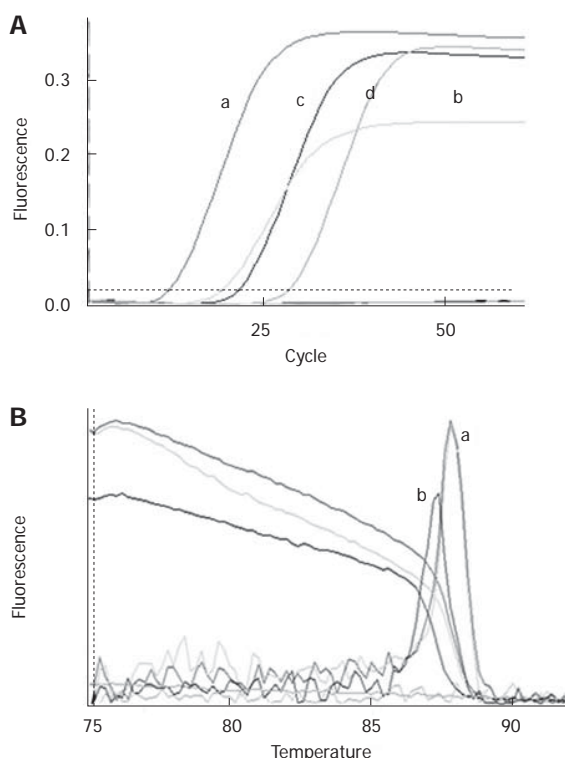 A
0.3
a
c
d
b
Fluorescence
0.2
0.1
0.0
25
50
Cycle
B
a
b
Fluorescence
75
80
85
90
Temperature